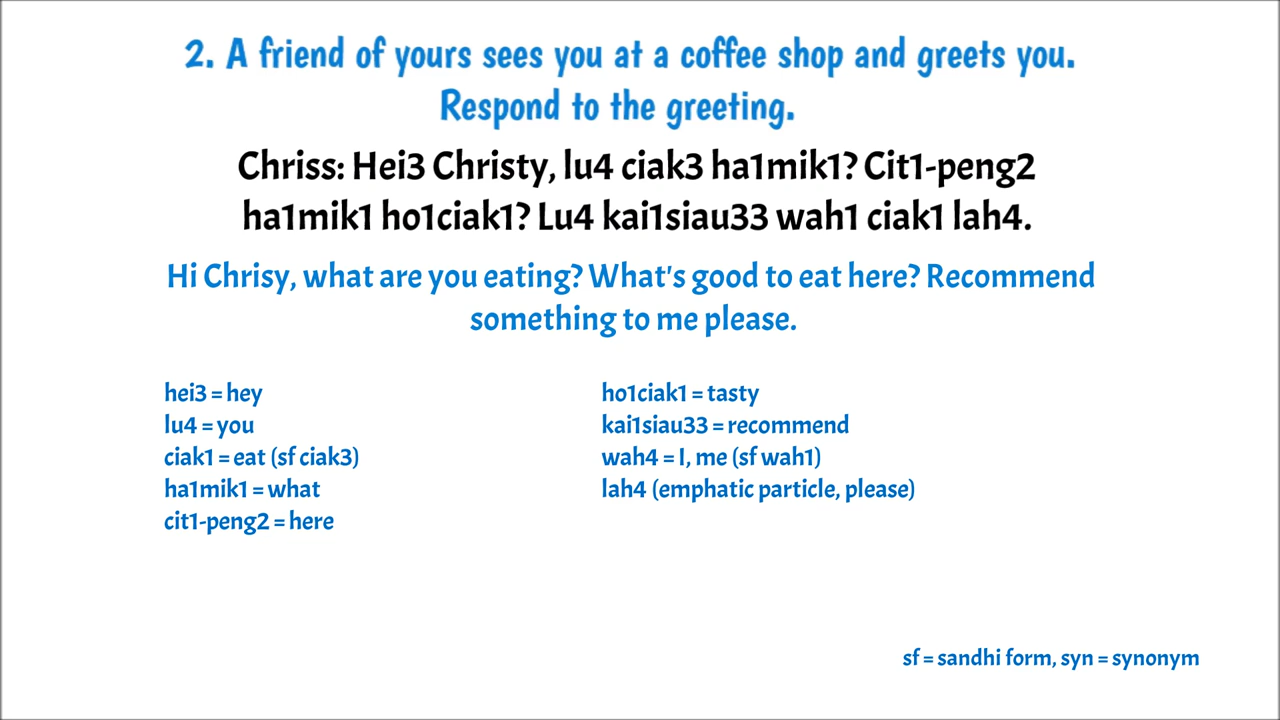 2. A friend of yours sees you at a coffee shop and greets you.
Respond to the greeting.
Chriss: Hei3 Christy, lu4 ciak3 ha1mik1? Cit1-peng2
ha1mik1 ho1ciak1? Lu4 kai1siau33 wah1 ciak1 lah4.
Hi Chrisy, what are you eating? What's good to eat here? Recommend
something to me please.
hei3 = hey
lu4 = you
ciak1 = eat (sf ciak3)
ha1mik1 = what
cit1-peng2 = here
ho1ciak1 = tasty
kai1siau33 = recommend
wah4 = I, me (sf wah1)
lah4 (emphatic particle, please)
sf = sandhi form, syn = synonym